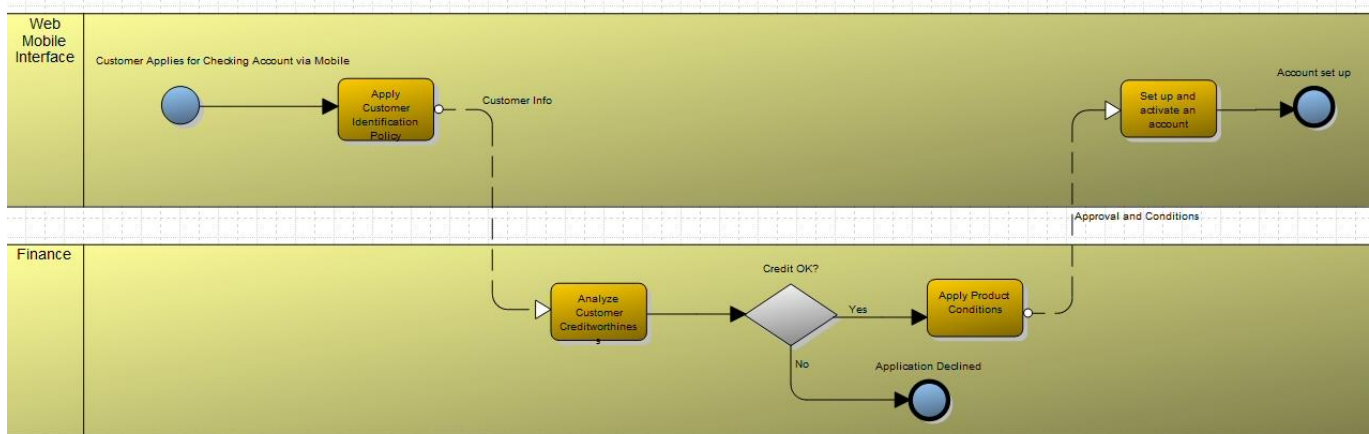 Web
Mobile
Interface
Customer Applies for Checking Account via Mobile
Apply
Customer
Identification
Policy
Customer Info
Set up and
activate an
account
Account set up
Approval and Conditions
Finance
Analyze
Customer
Creditworthines
s
Credit OK?
Yes
Apply Product
Conditions
No
Application Declined